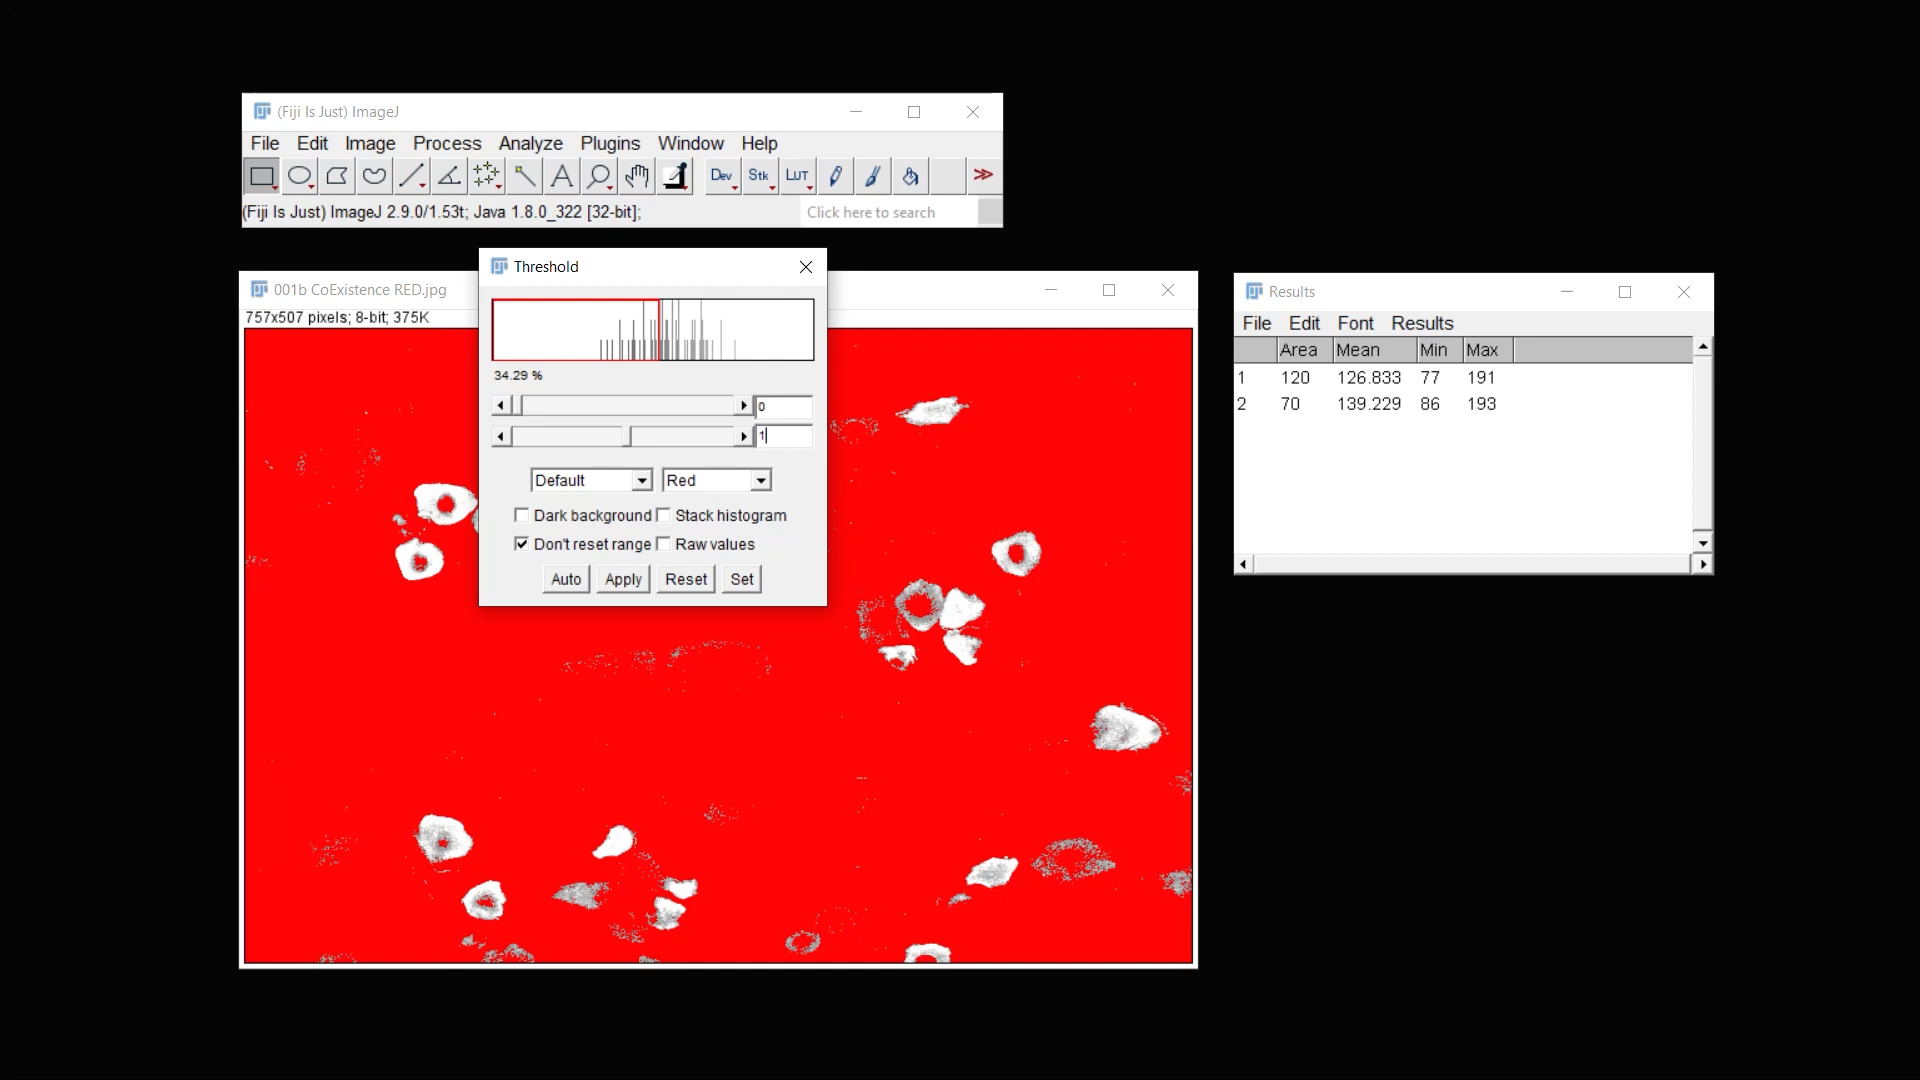 (Fiji Is Just) ImageJ
File Edit Image Process Analyze Plugins Window Help
Dev Stk LUT >>
(Fiji Is Just) ImageJ 2.9.0/1.53t; Java 1.8.0_322 [32-bit]; Click here to search
Threshold
001b CoExistence RED.jpg
757x507 pixels; 8-bit; 375K
34.29 %
0
1
Default Red
Dark background Stack histogram
Don't reset range Raw values
Auto Apply Reset Set
Results
File Edit Font Results
Area Mean Min Max
1 120 126.833 77 191
2 70 139.229 86 193